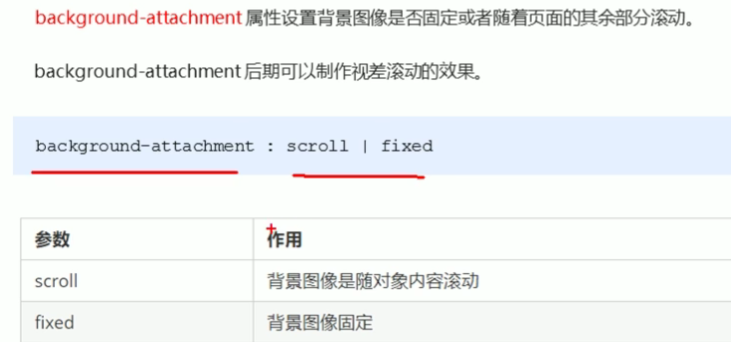 background-attachment 属性设置背景图像是否固定或者随着页面的其余部分滚动。
background-attachment 后期可以制作视差滚动的效果。
background-attachment : scroll | fixed
参数 作用
scroll 背景图像是随对象内容滚动
fixed 背景图像固定